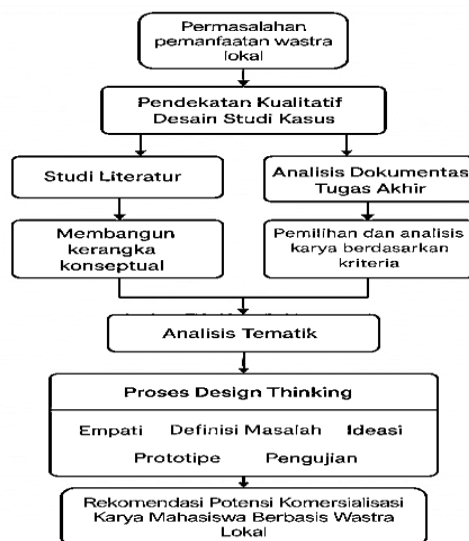 Permasalahan
pemanfaatan wastra
lokal
Pendekatan Kualitatif
Desain Studi Kasus
Studi Literatur
Analisis Dokumentas
Tugas Akhir
Membangun
kerangka
konseptual
Pemilihan dan analisis
karya berdasarkan
kriteria
Analisis Tematik
Proses Design Thinking
Empati Definisi Masalah Ideasi
Prototipe Pengujian
Rekomendasi Potensi Komersialisasi
Karya Mahasiswa Berbasis Wastra
Lokal